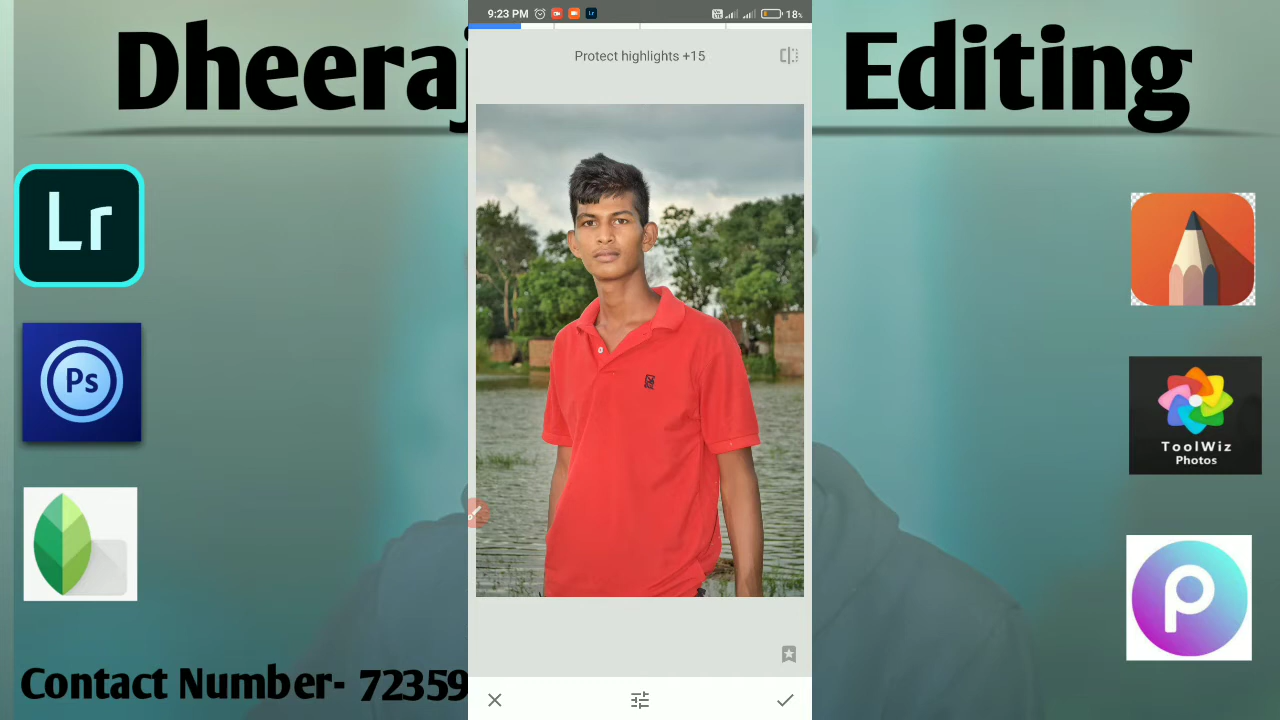 9:23 PM 18%
Protect highlights +15
Dheeraj Editing
Lr
Ps
ToolWiz
Photos
Contact Number- 72359